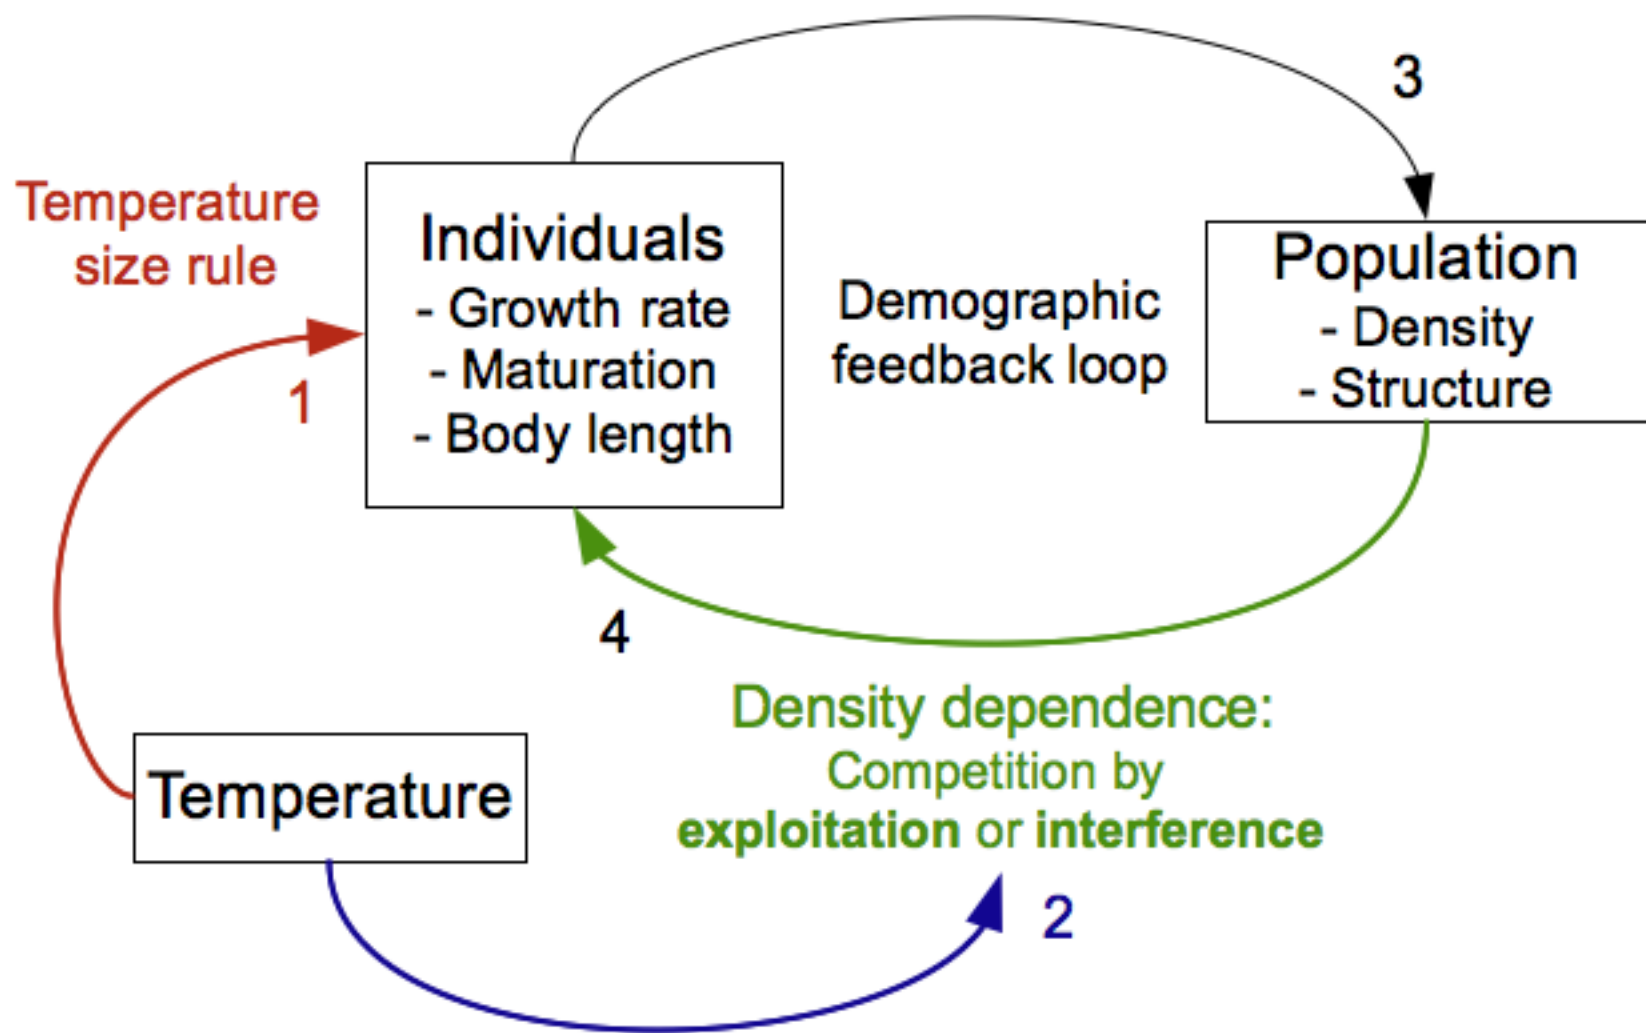 3
Temperature
size rule
1
Individuals
- Growth rate
- Maturation
- Body length
Demographic
feedback loop
Population
- Density
- Structure
4
Density dependence:
Competition by
exploitation or interference
Temperature
2